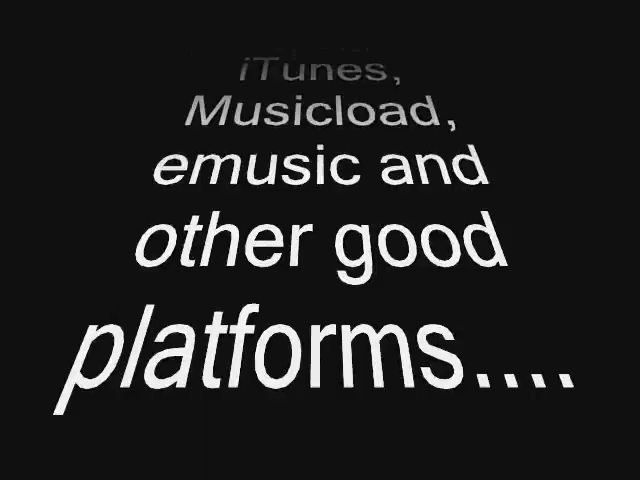 iTunes,
Musicload,
emusic and
other good
platforms....